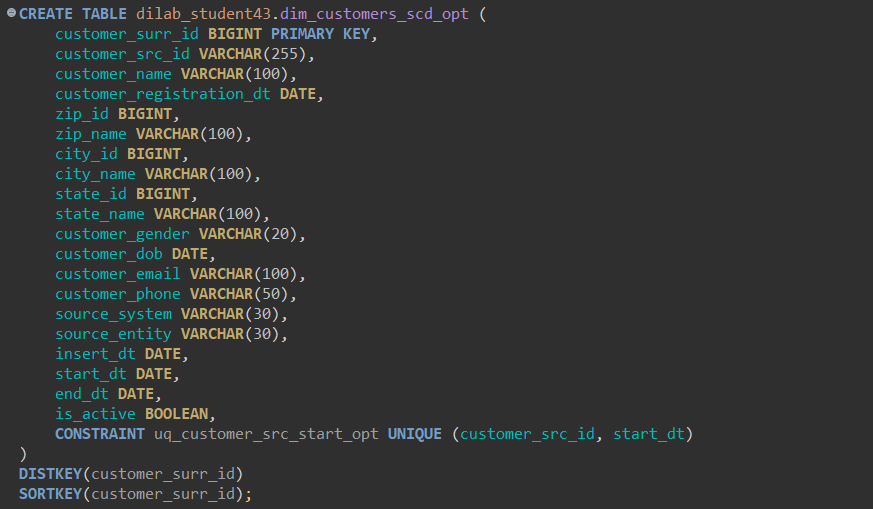 CREATE TABLE dilab_student43.dim_customers_scd_opt (
customer_surr_id BIGINT PRIMARY KEY,
customer_src_id VARCHAR(255),
customer_name VARCHAR(100),
customer_registration_dt DATE,
zip_id BIGINT,
zip_name VARCHAR(100),
city_id BIGINT,
city_name VARCHAR(100),
state_id BIGINT,
state_name VARCHAR(100),
customer_gender VARCHAR(20),
customer_dob DATE,
customer_email VARCHAR(100),
customer_phone VARCHAR(50),
source_system VARCHAR(30),
source_entity VARCHAR(30),
insert_dt DATE,
start_dt DATE,
end_dt DATE,
is_active BOOLEAN,
CONSTRAINT uq_customer_src_start_opt UNIQUE (customer_src_id, start_dt)
)
DISTKEY(customer_surr_id)
SORTKEY(customer_surr_id);